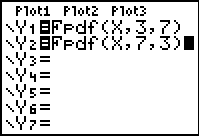 Plot1 Plot2 Plot3
\Y1=Fpdf(X,3,7)
\Y2=Fpdf(X,7,3)
\Y3=
\Y4=
\Y5=
\Y6=
\Y7=